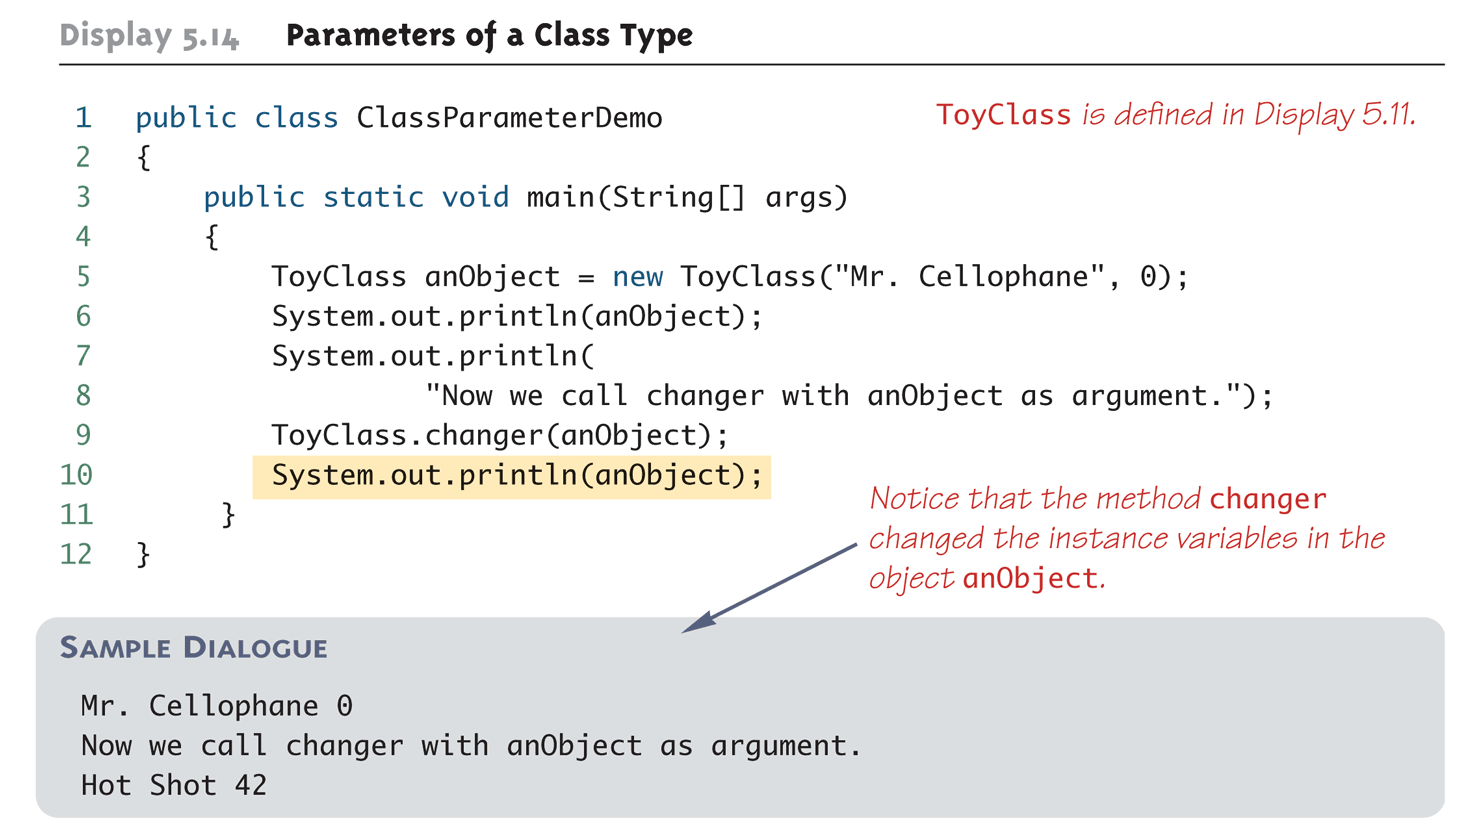 Display 5.14 Parameters of a Class Type
1 public class ClassParameterDemo
ToyClass is defined in Display 5.11.
2 {
3 public static void main(String[] args)
4 {
5 ToyClass anObject = new ToyClass("Mr. Cellophane", 0);
6 System.out.println(anObject);
7 System.out.println(
8 "Now we call changer with anObject as argument.");
9 ToyClass.changer(anObject);
10 System.out.println(anObject);
11 }
12 }
Notice that the method changer
changed the instance variables in the
object anObject.
SAMPLE DIALOGUE
Mr. Cellophane 0
Now we call changer with anObject as argument.
Hot Shot 42